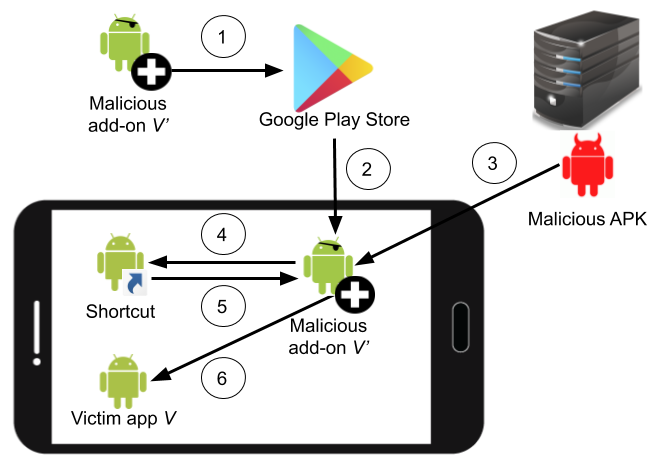 1
Malicious
add-on V’
Google Play Store
2
3
Malicious APK
4
Shortcut
5
Malicious
add-on V’
6
Victim app V